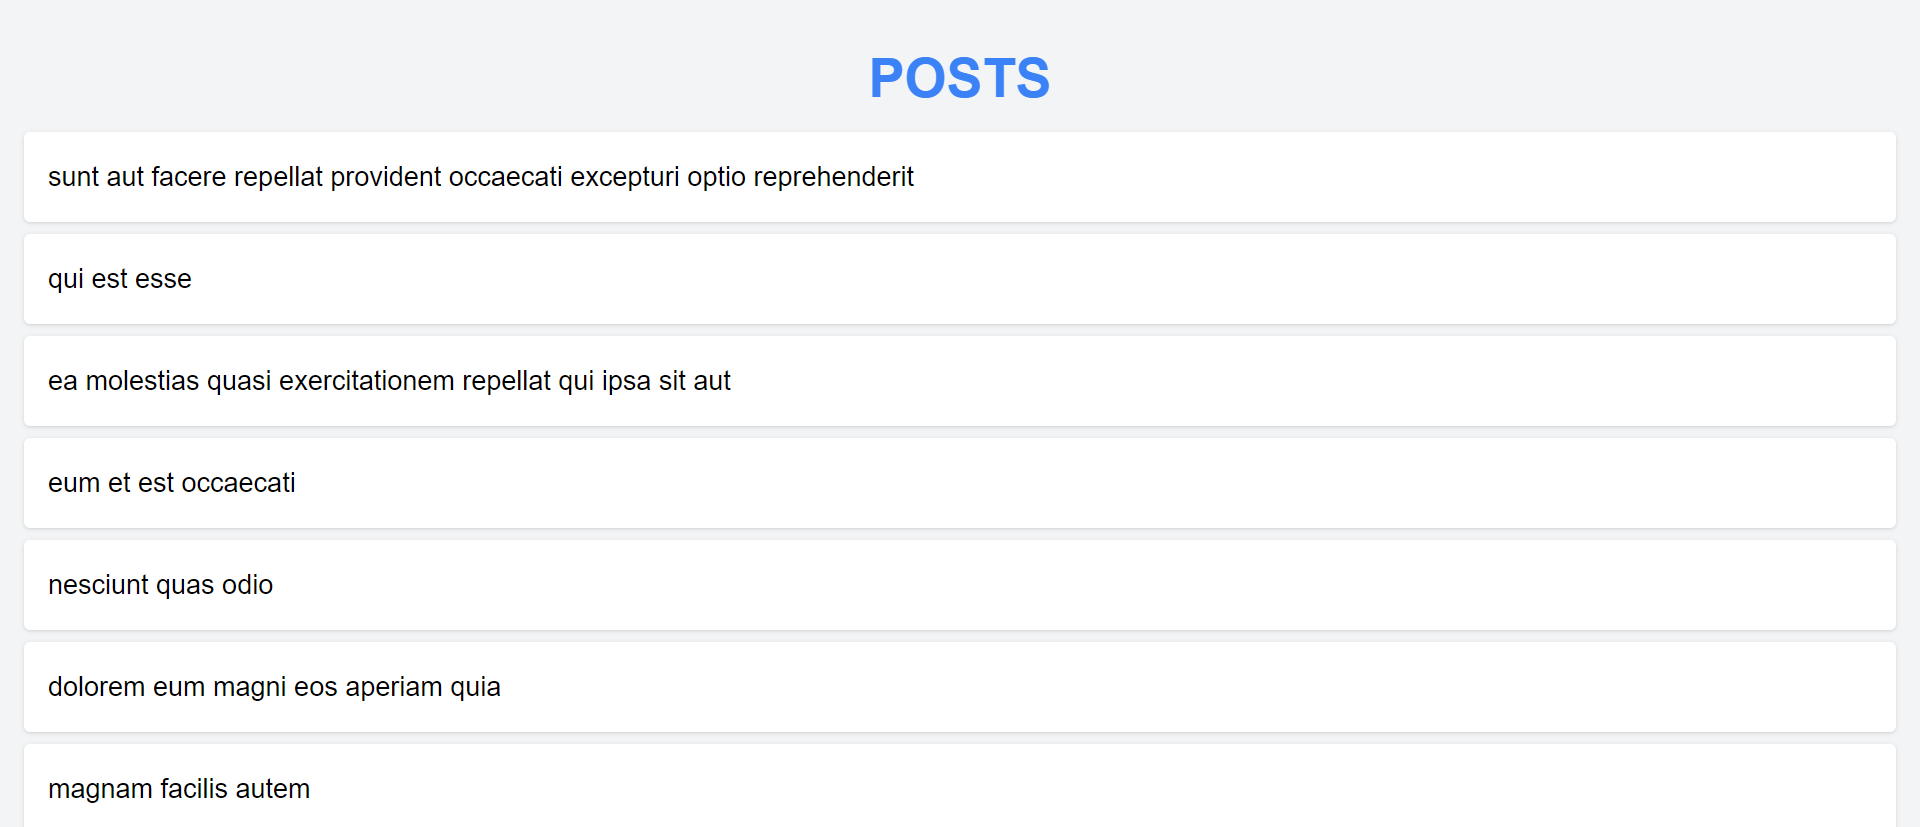 POSTS
sunt aut facere repellat provident occaecati excepturi optio reprehenderit
qui est esse
ea molestias quasi exercitationem repellat qui ipsa sit aut
eum et est occaecati
nesciunt quas odio
dolorem eum magni eos aperiam quia
magnam facilis autem